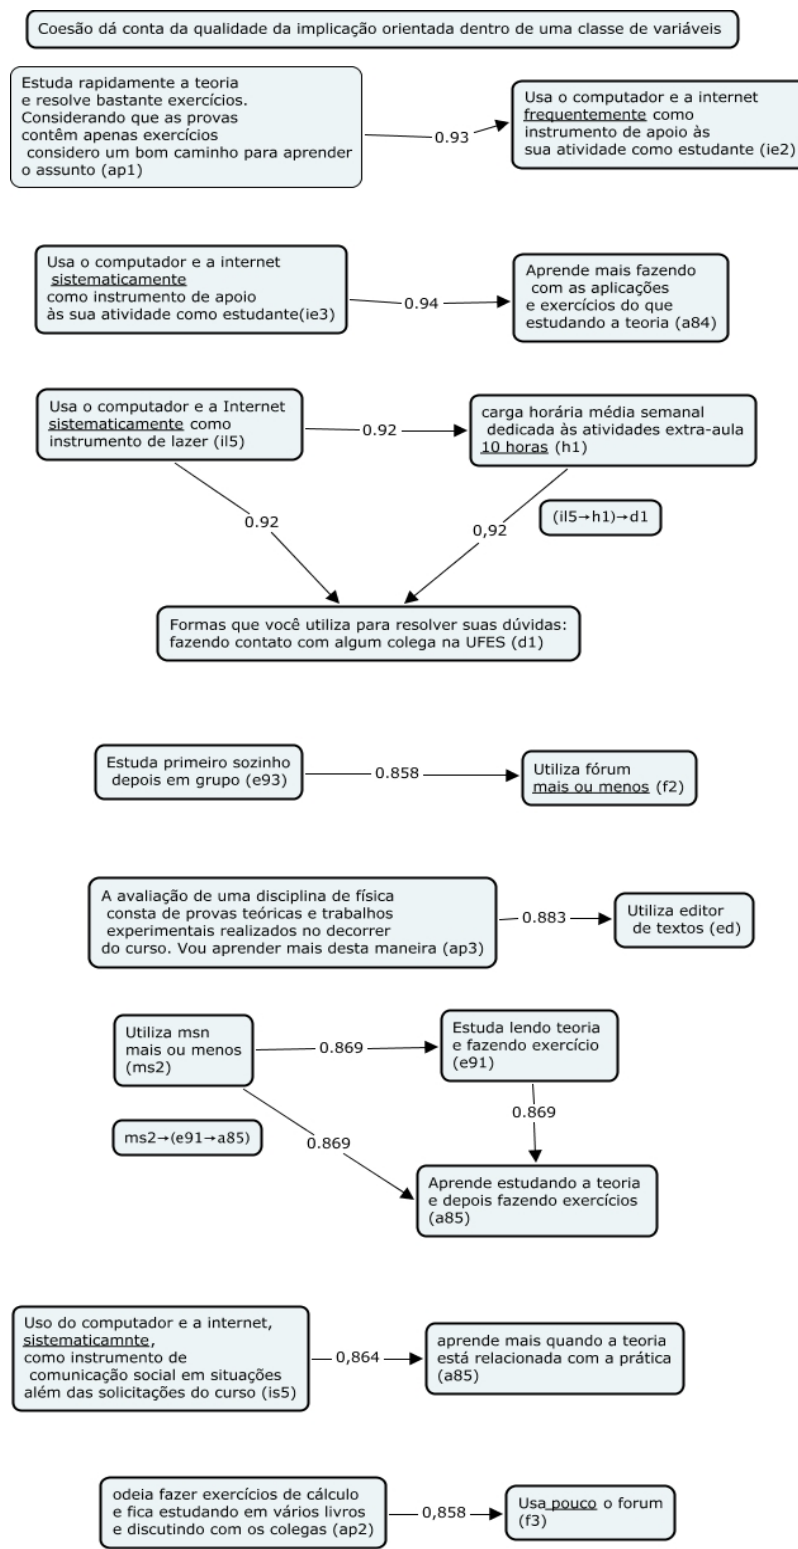 Coesão dá conta da qualidade da implicação orientada dentro de uma classe de variáveis
Estuda rapidamente a teoria
e resolve bastante exercícios.
Considerando que as provas
contêm apenas exercícios
considero um bom caminho para aprender
o assunto (ap1)
0.93
Usa o computador e a internet
frequentemente como
instrumento de apoio às
sua atividade como estudante (ie2)
Usa o computador e a internet
sistematicamente
como instrumento de apoio
às sua atividade como estudante(ie3)
0.94
Aprende mais fazendo
com as aplicações
e exercícios do que
estudando a teoria (a84)
Usa o computador e a Internet
sistematicamente como
instrumento de lazer (il5)
0.92
carga horária média semanal
dedicada às atividades extra-aula
10 horas (h1)
0.92
0,92
(il5→h1)→d1
Formas que você utiliza para resolver suas dúvidas:
fazendo contato com algum colega na UFES (d1)
Estuda primeiro sozinho
depois em grupo (e93)
0.858
Utiliza fórum
mais ou menos (f2)
A avaliação de uma disciplina de física
consta de provas teóricas e trabalhos
experimentais realizados no decorrer
do curso. Vou aprender mais desta maneira (ap3)
0.883
Utiliza editor
de textos (ed)
Utiliza msn
mais ou menos
(ms2)
0.869
Estuda lendo teoria
e fazendo exercício
(e91)
0.869
ms2→(e91→a85)
0.869
Aprende estudando a teoria
e depois fazendo exercícios
(a85)
Uso do computador e a internet,
sistematicamnte,
como instrumento de
comunicação social em situações
além das solicitações do curso (is5)
0,864
aprende mais quando a teoria
está relacionada com a prática
(a85)
odeia fazer exercícios de cálculo
e fica estudando em vários livros
e discutindo com os colegas (ap2)
0,858
Usa pouco o forum
(f3)